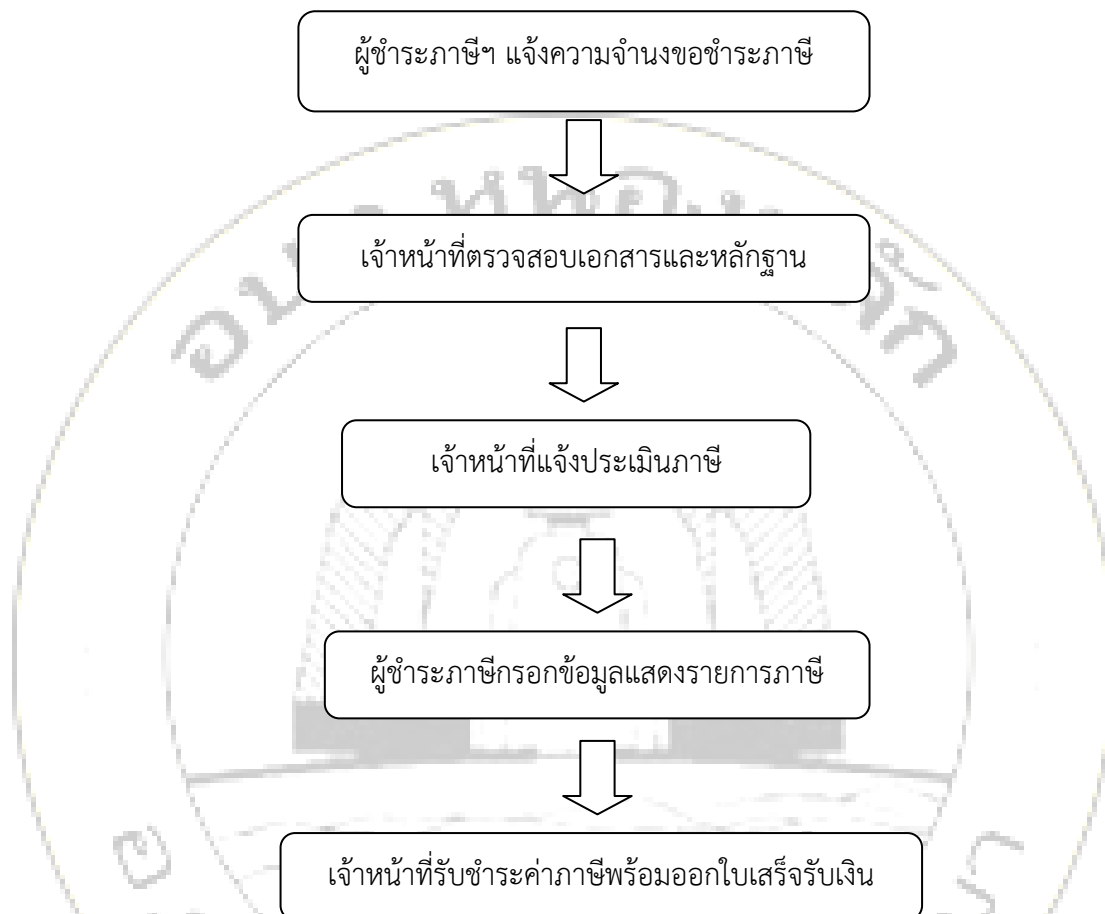 ผู้ชำระภาษีฯ แจ้งความจำนงขอชำระภาษี
เจ้าหน้าที่ตรวจสอบเอกสารและหลักฐาน
เจ้าหน้าที่แจ้งประเมินภาษี
ผู้ชำระภาษีกรอกข้อมูลแสดงรายการภาษี
เจ้าหน้าที่รับชำระค่าภาษีพร้อมออกใบเสร็จรับเงิน